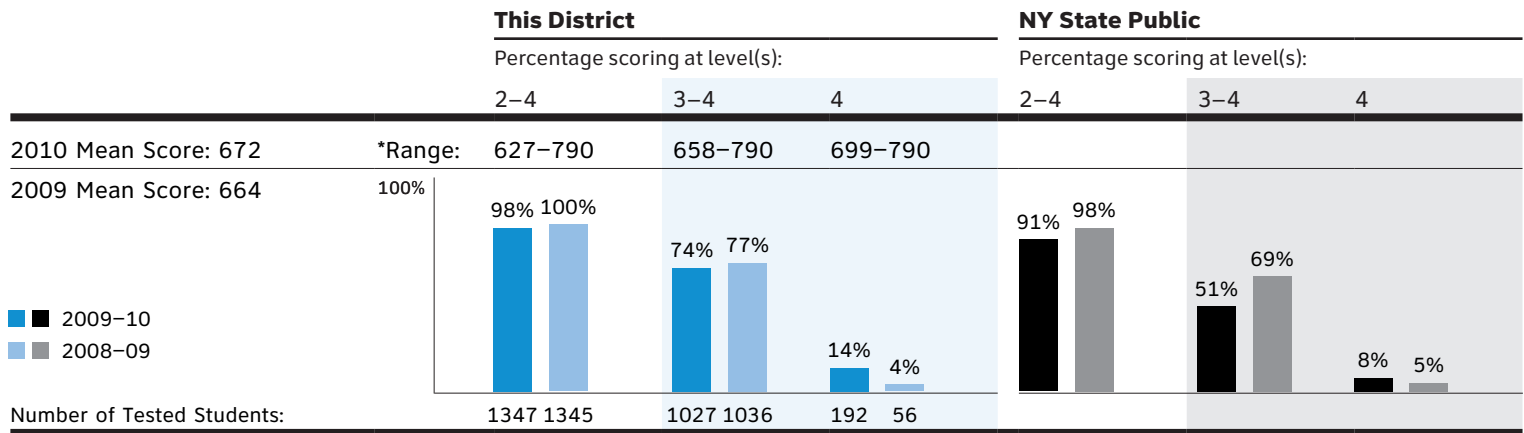 This District NY State Public
Percentage scoring at level(s): Percentage scoring at level(s):
2–4 3–4 4 2–4 3–4 4
2010 Mean Score: 672 *Range: 627–790 658–790 699–790
2009 Mean Score: 664 100%
98% 100% 74% 77% 14% 4% 91% 98% 51% 69% 8% 5%
2009–10
2008–09
Number of Tested Students: 1347 1345 1027 1036 192 56